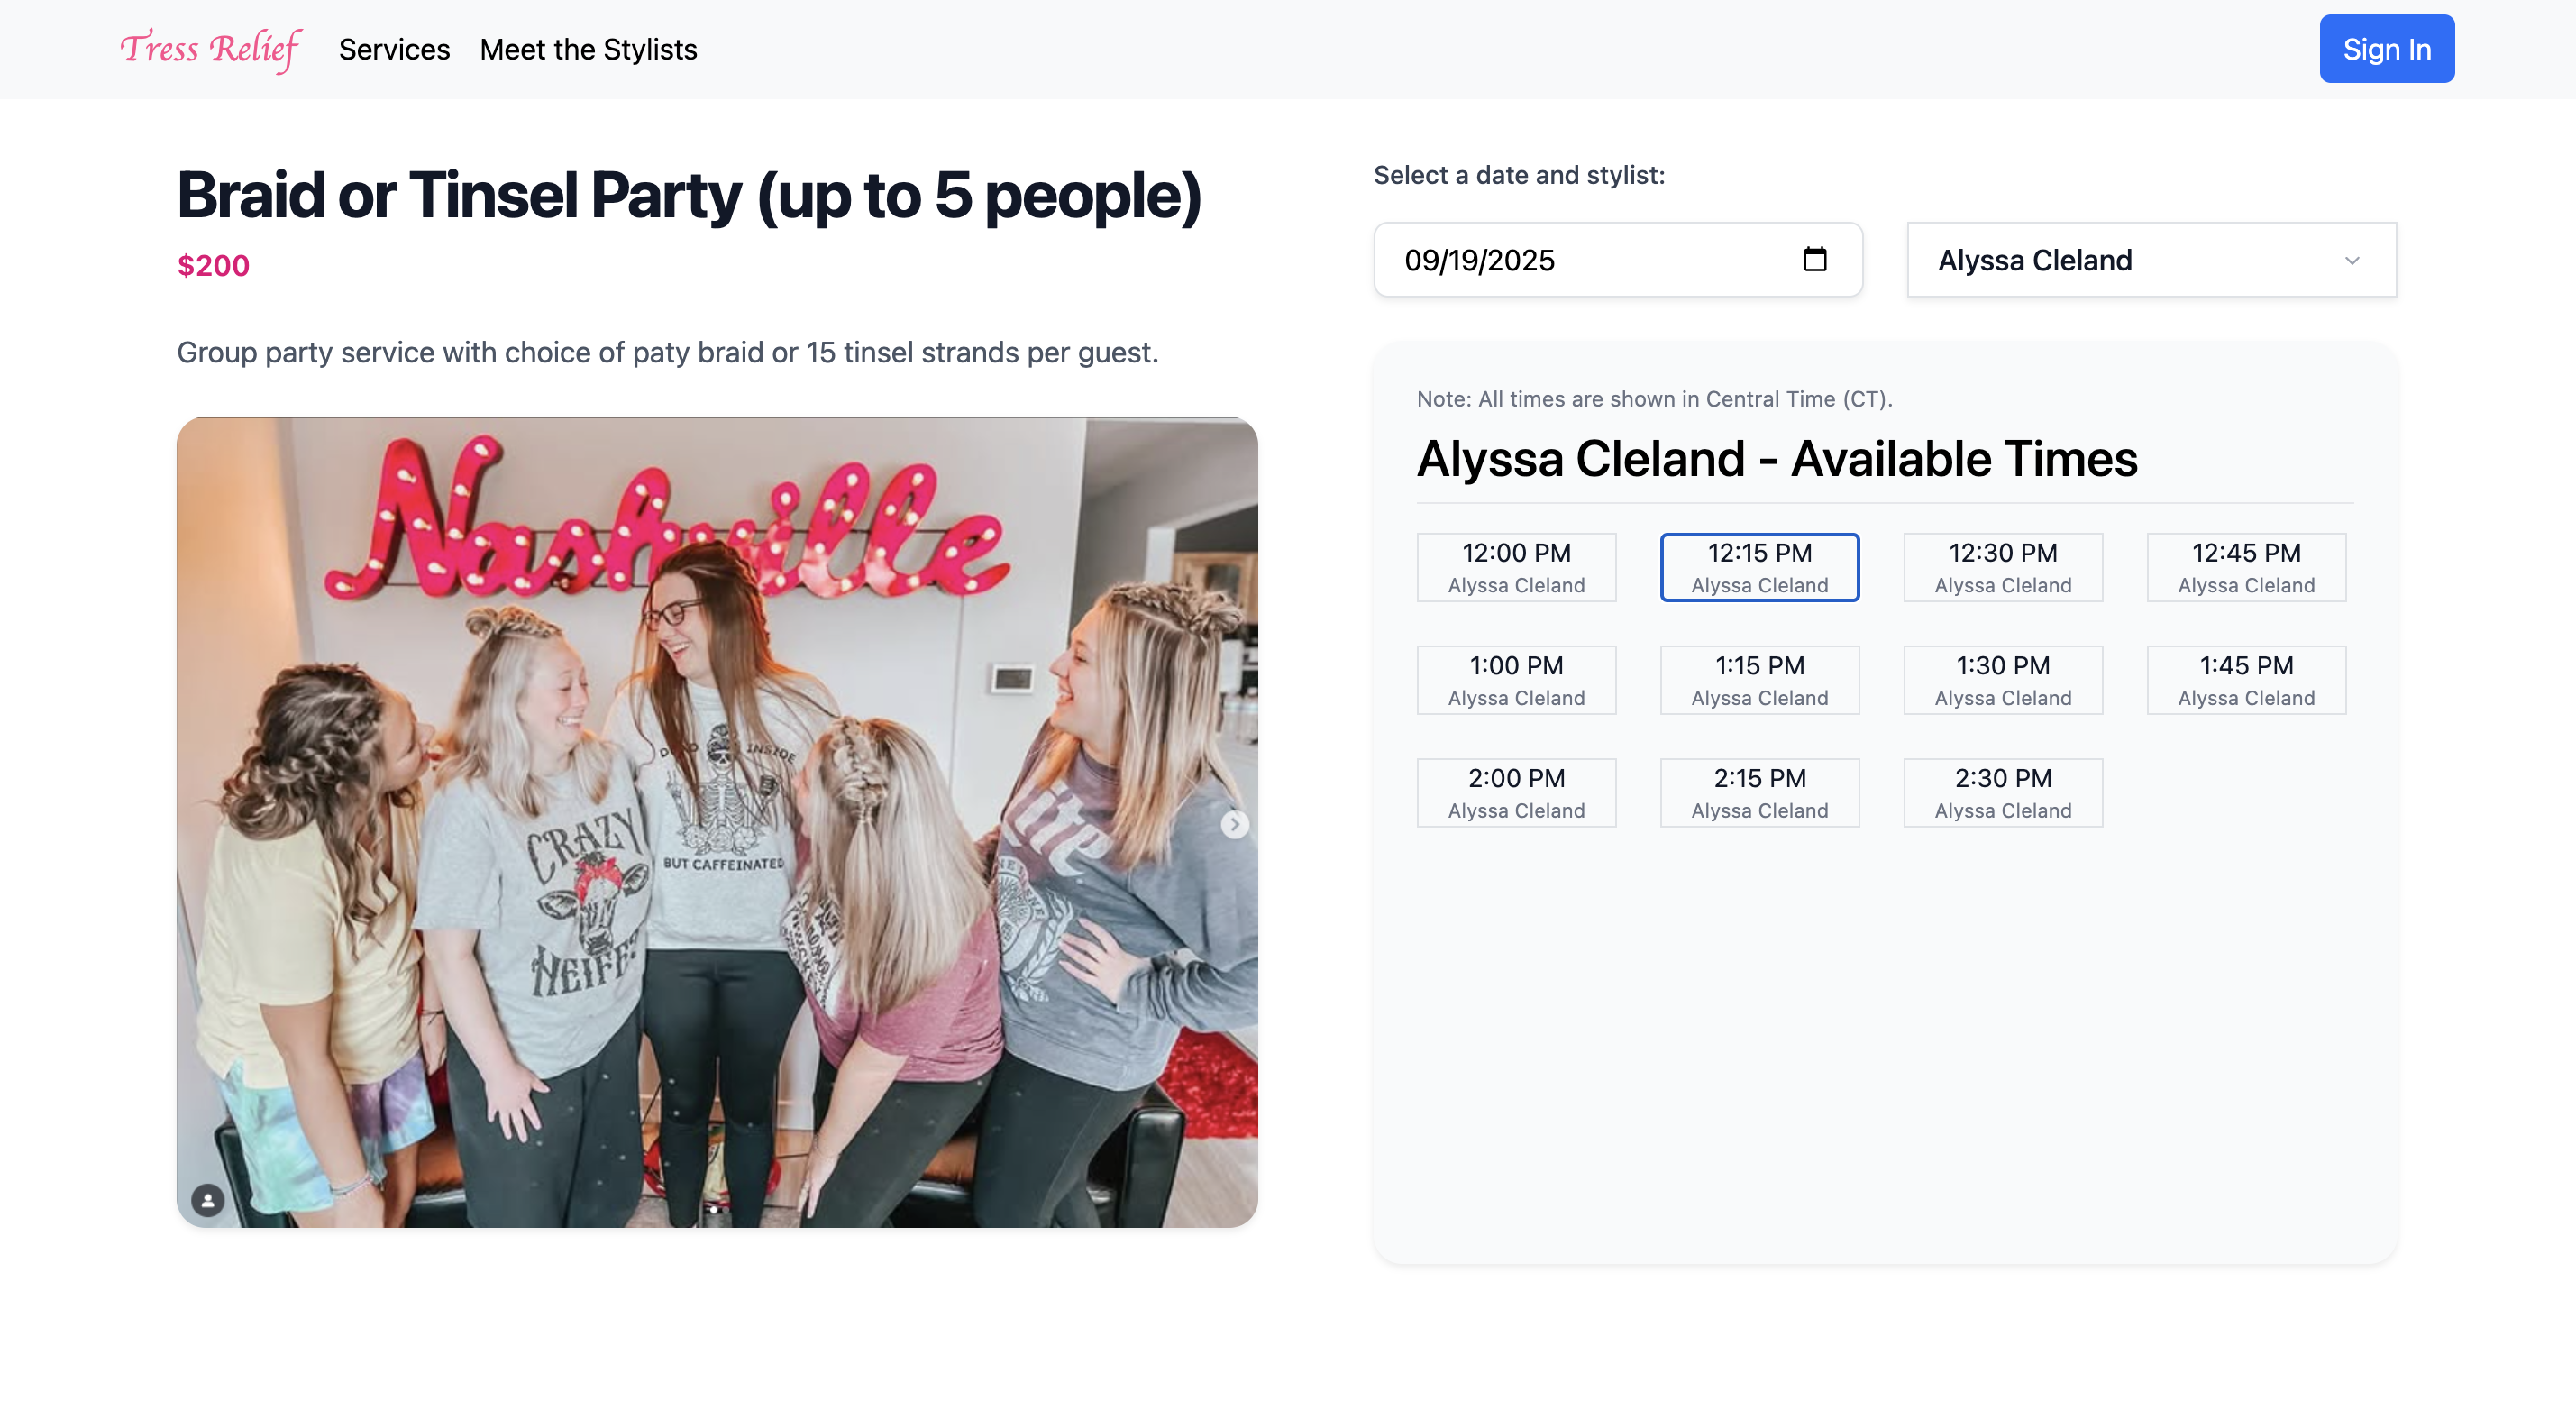 Tress Relief Services Meet the Stylists Sign In
Braid or Tinsel Party (up to 5 people)
$200
Group party service with choice of paty braid or 15 tinsel strands per guest.
Nashville
DEAD INSIDE
BUT CAFFEINATED
CRAZY
HEIFER
Select a date and stylist:
09/19/2025 Alyssa Cleland
Note: All times are shown in Central Time (CT).
Alyssa Cleland - Available Times
12:00 PM 12:15 PM 12:30 PM 12:45 PM
Alyssa Cleland Alyssa Cleland Alyssa Cleland Alyssa Cleland
1:00 PM 1:15 PM 1:30 PM 1:45 PM
Alyssa Cleland Alyssa Cleland Alyssa Cleland Alyssa Cleland
2:00 PM 2:15 PM 2:30 PM
Alyssa Cleland Alyssa Cleland Alyssa Cleland